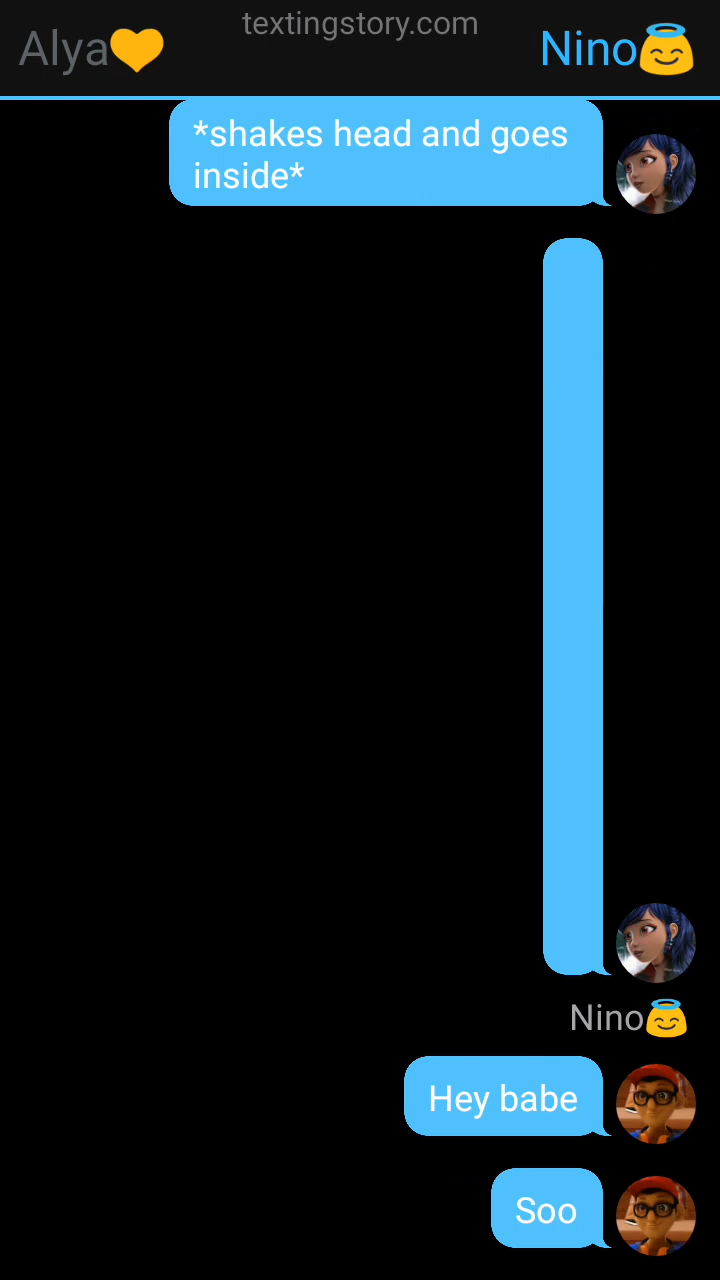 textingstory.com
Alya💛
Nino😇
*shakes head and goes
inside*
Nino😇
Hey babe
Soo